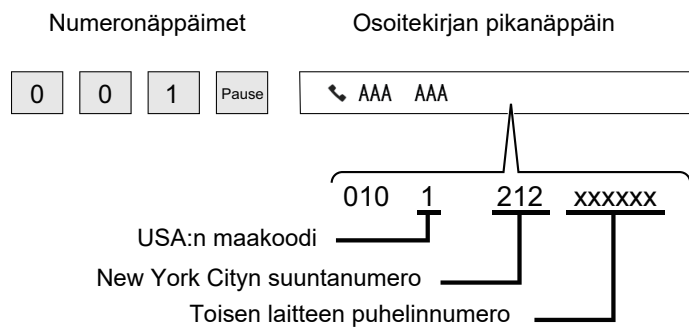 Numeronäppäimet Osoitekirjan pikanäppäin
0 0 1 Pause AAA AAA
010 1 212 xxxxxx
USA:n maakoodi
New York Cityn suuntanumero
Toisen laitteen puhelinnumero